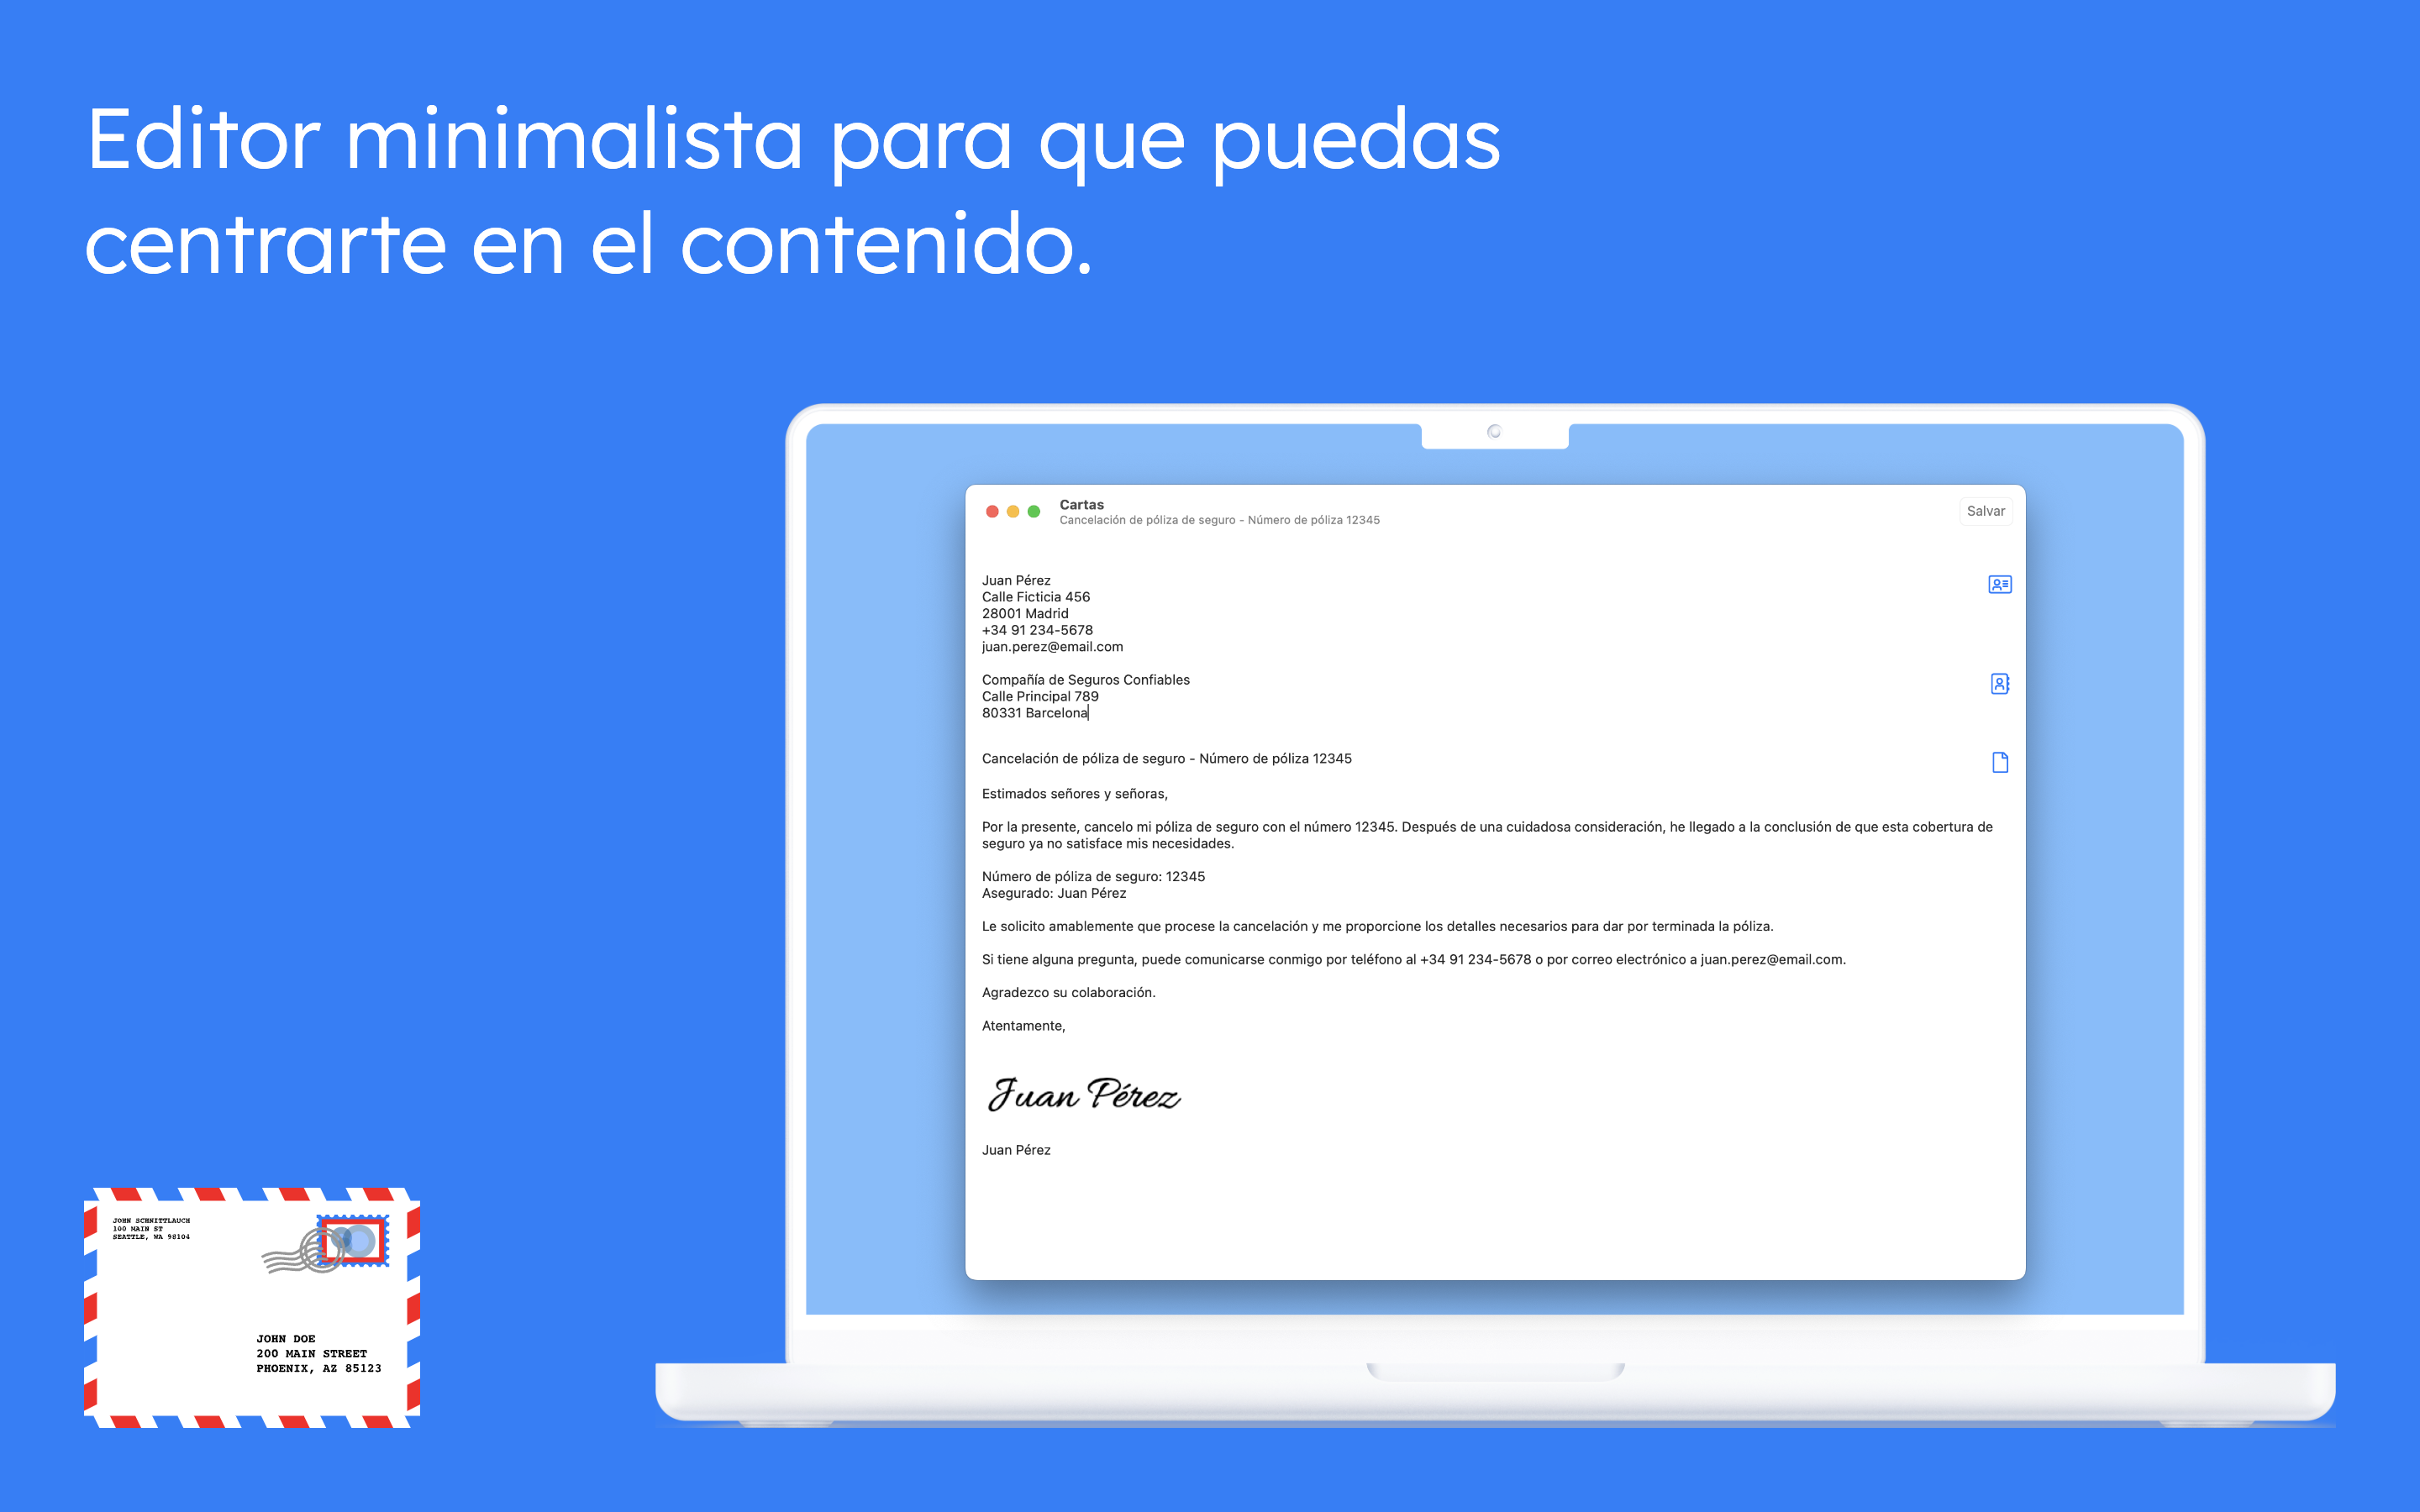 Editor minimalista para que puedas
centrarte en el contenido.
Cartas
Cancelación de póliza de seguro - Número de póliza 12345
Salvar
Juan Pérez
Calle Ficticia 456
28001 Madrid
+34 91 234-5678
juan.perez@email.com
Compañía de Seguros Confiables
Calle Principal 789
80331 Barcelona
Cancelación de póliza de seguro - Número de póliza 12345
Estimados señores y señoras,
Por la presente, cancelo mi póliza de seguro con el número 12345. Después de una cuidadosa consideración, he llegado a la conclusión de que esta cobertura de
seguro ya no satisface mis necesidades.
Número de póliza de seguro: 12345
Asegurado: Juan Pérez
Le solicito amablemente que procese la cancelación y me proporcione los detalles necesarios para dar por terminada la póliza.
Si tiene alguna pregunta, puede comunicarse conmigo por teléfono al +34 91 234-5678 o por correo electrónico a juan.perez@email.com.
Agradezco su colaboración.
Atentamente,
Juan Pérez
Juan Pérez
JOHN SCHNITTLAUCH
100 MAIN ST
SEATTLE, WA 98104
JOHN DOE
200 MAIN STREET
PHOENIX, AZ 85123